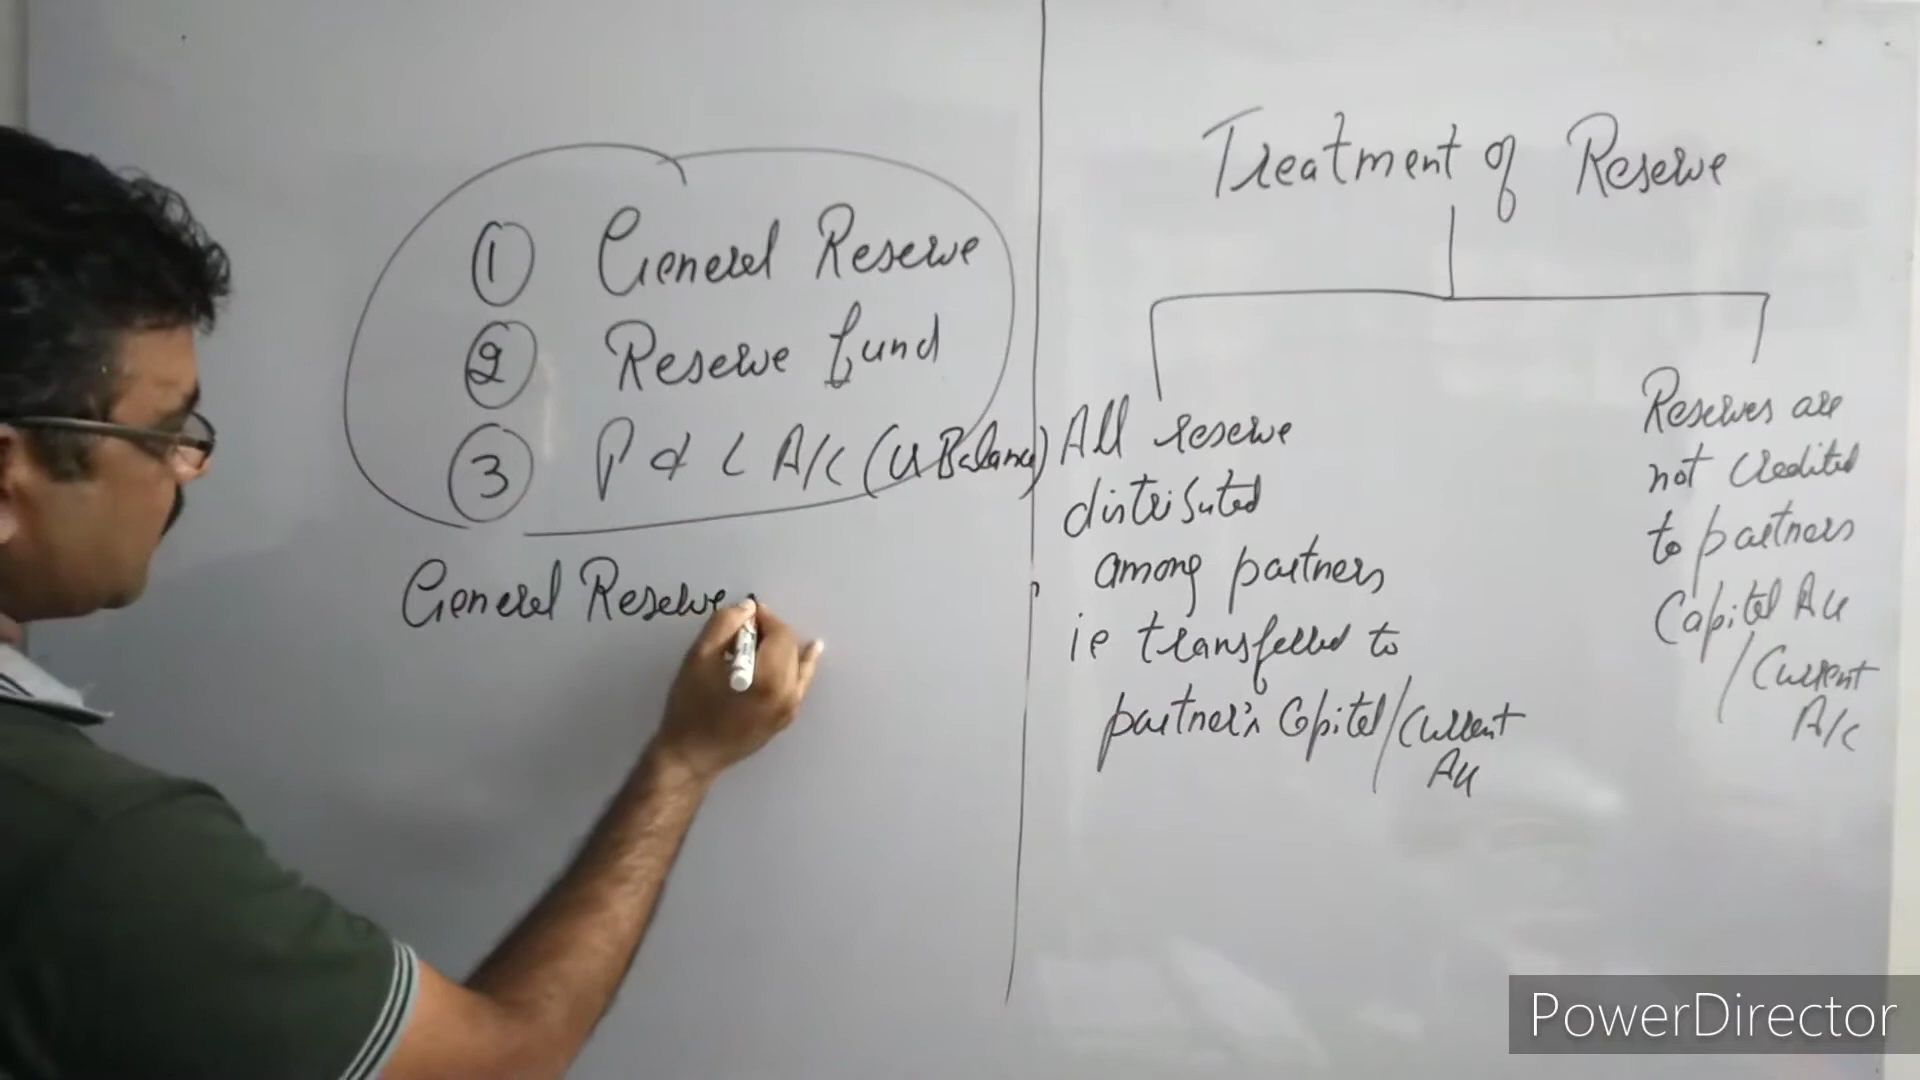 ① General Reserve
② Reserve fund
③ P & L A/c (Cr Balance)
General Reserve
Treatment of Reserve
All reserve
distributed
among partners
ie transferred to
partner's Capital/Current
A/c
Reserves are
not credited
to partners
Capital A/c
/Current
A/c
PowerDirector